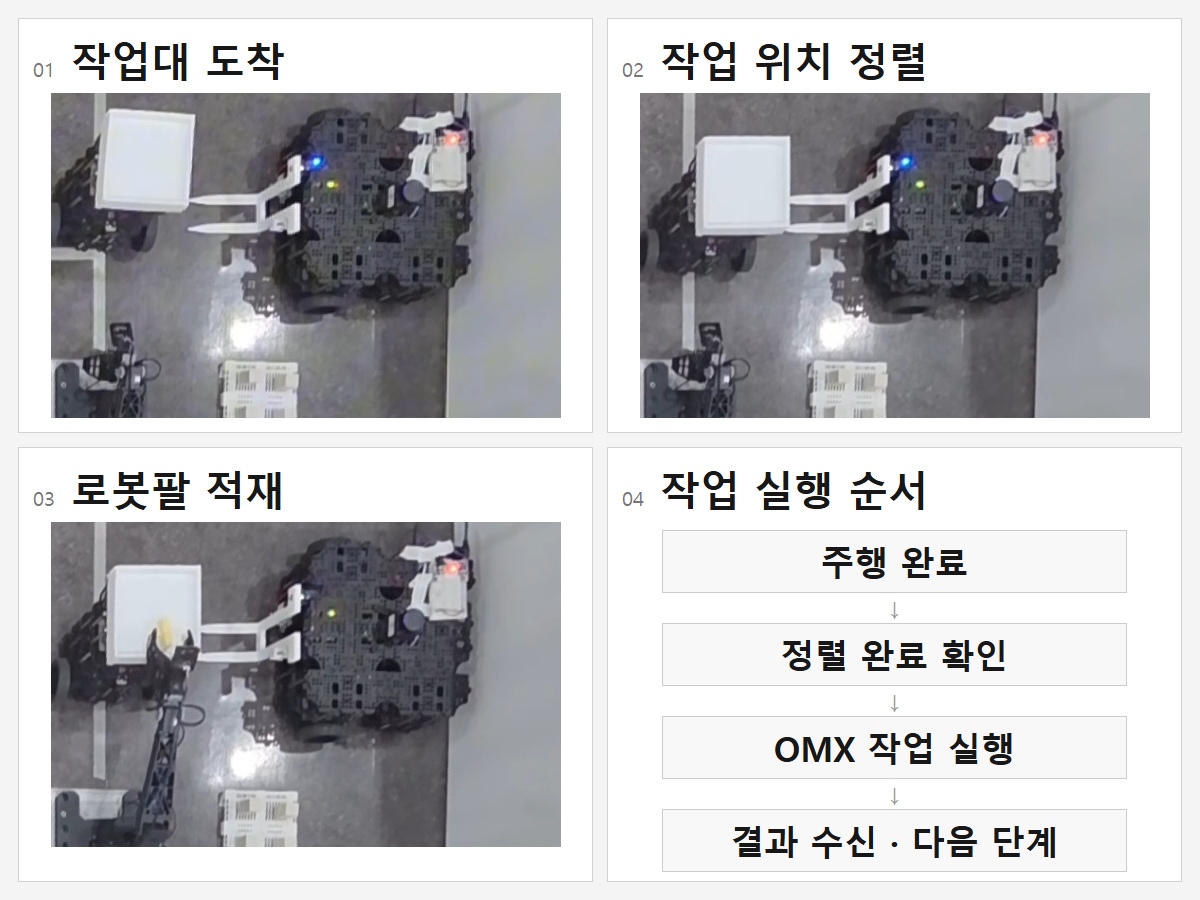 01 작업대 도착
02 작업 위치 정렬
03 로봇팔 적재
04 작업 실행 순서
주행 완료
↓
정렬 완료 확인
↓
OMX 작업 실행
↓
결과 수신 · 다음 단계